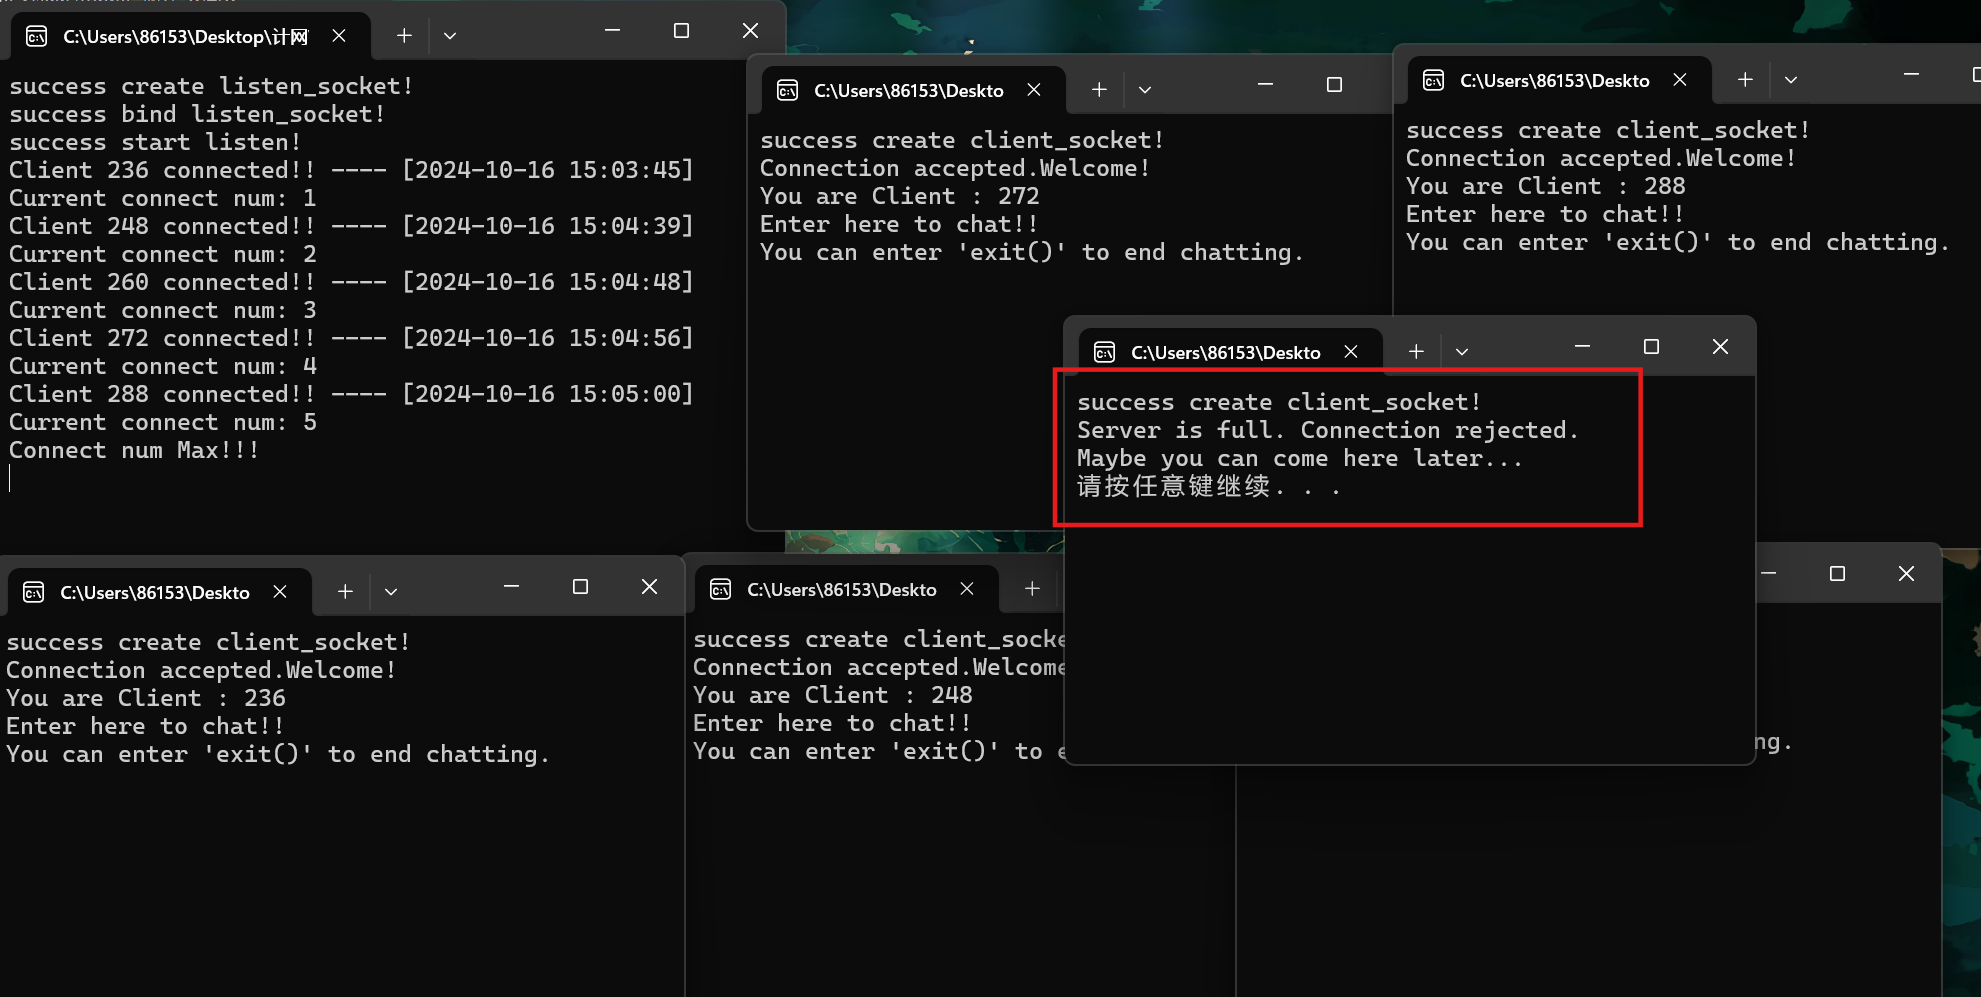 C:\Users\86153\Desktop\计网
success create listen_socket!
success bind listen_socket!
success start listen!
Client 236 connected!! ---- [2024-10-16 15:03:45]
Current connect num: 1
Client 248 connected!! ---- [2024-10-16 15:04:39]
Current connect num: 2
Client 260 connected!! ---- [2024-10-16 15:04:48]
Current connect num: 3
Client 272 connected!! ---- [2024-10-16 15:04:56]
Current connect num: 4
Client 288 connected!! ---- [2024-10-16 15:05:00]
Current connect num: 5
Connect num Max!!!
C:\Users\86153\Deskto
success create client_socket!
Connection accepted.Welcome!
You are Client : 272
Enter here to chat!!
You can enter 'exit()' to end chatting.
C:\Users\86153\Deskto
success create client_socket!
Connection accepted.Welcome!
You are Client : 288
Enter here to chat!!
You can enter 'exit()' to end chatting.
C:\Users\86153\Deskto
success create client_socket!
Server is full. Connection rejected.
Maybe you can come here later...
请按任意键继续. . .
C:\Users\86153\Deskto
success create client_socket!
Connection accepted.Welcome!
You are Client : 236
Enter here to chat!!
You can enter 'exit()' to end chatting.
C:\Users\86153\Deskto
success create client_socke
Connection accepted.Welcome
You are Client : 248
Enter here to chat!!
You can enter 'exit()' to e
ng.